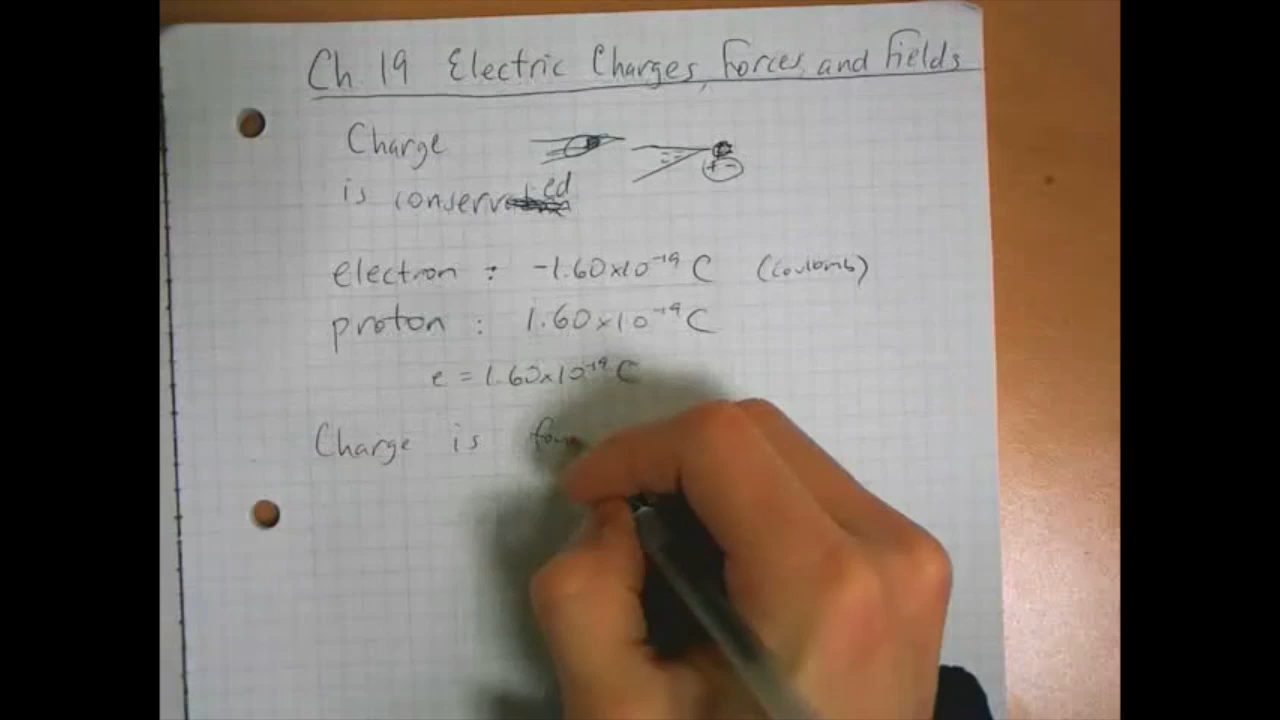 Ch. 19 Electric Charges, Forces, and Fields
Charge
+ -
is conserved
electron : -1.60x10⁻¹⁹ C (Coulomb)
proton : 1.60x10⁻¹⁹ C
e = 1.60x10⁻¹⁹ C
Charge is